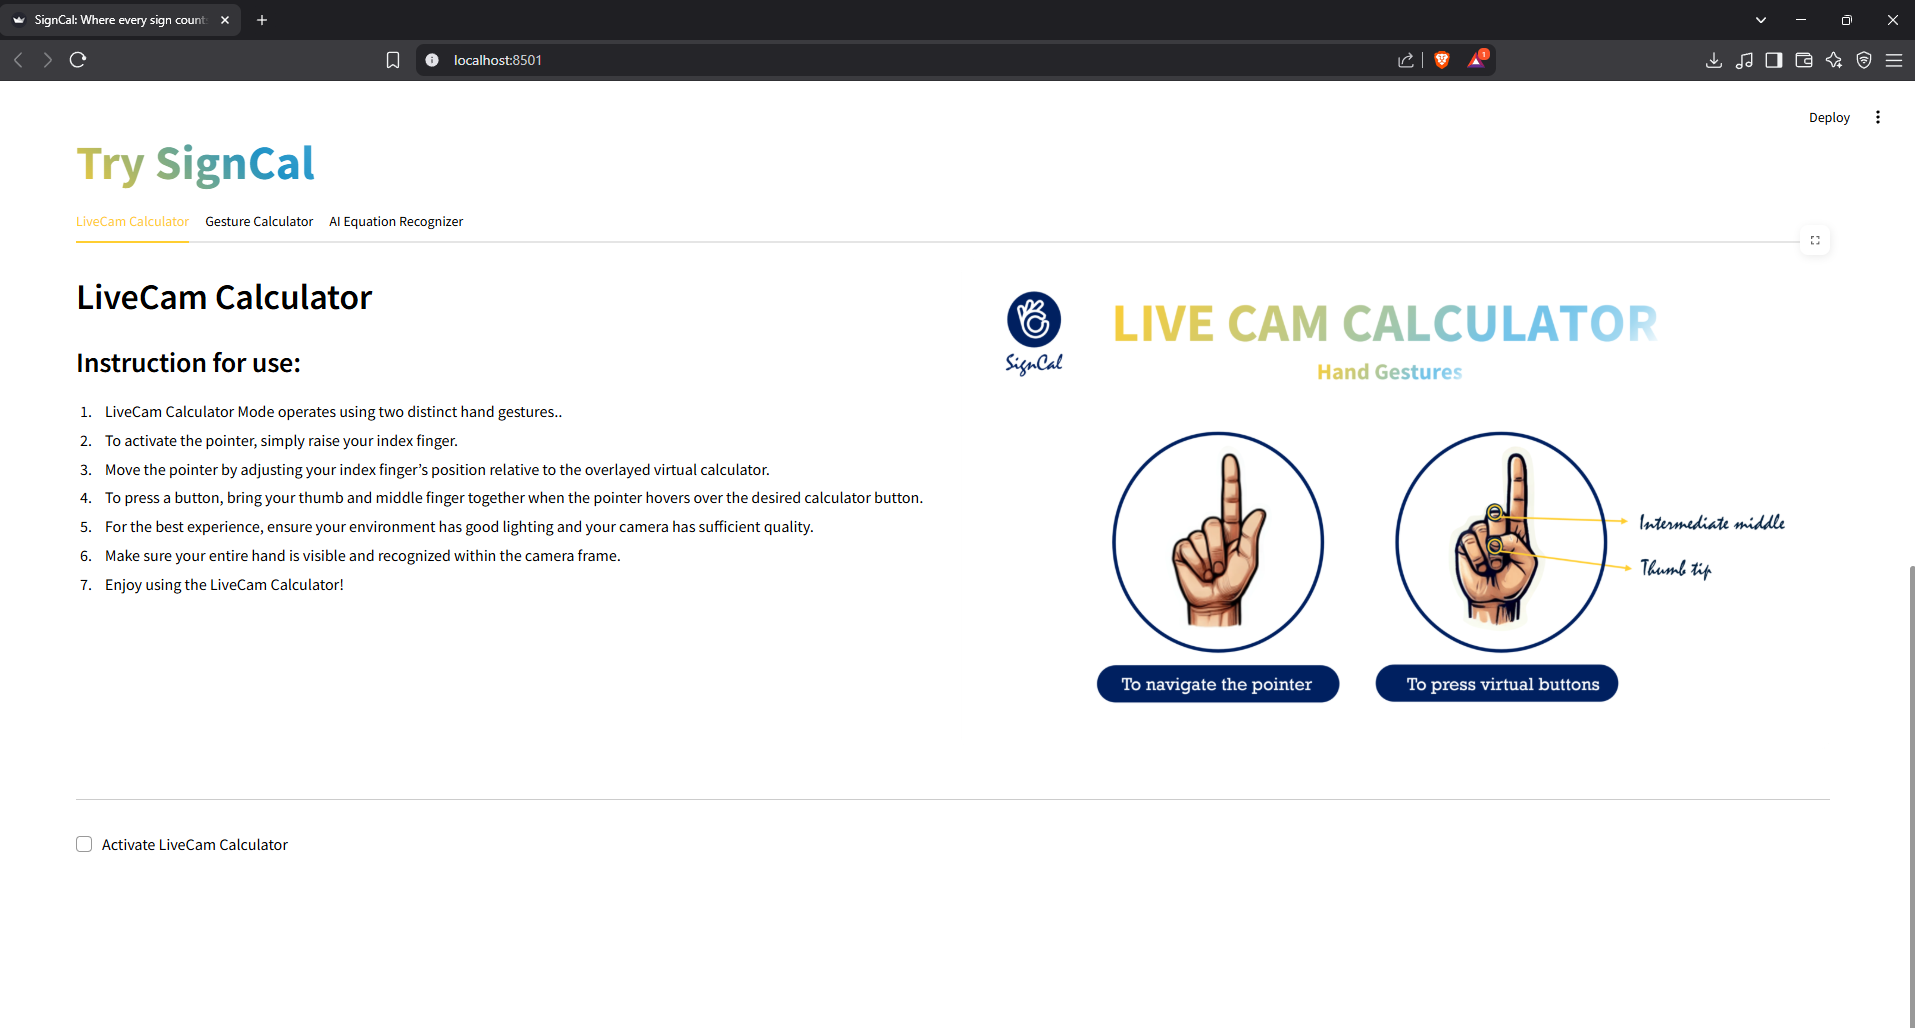 SignCal: Where every sign count
localhost:8501
1
Deploy
Try SignCal
LiveCam Calculator
Gesture Calculator
AI Equation Recognizer
LiveCam Calculator
Instruction for use:
1. LiveCam Calculator Mode operates using two distinct hand gestures..
2. To activate the pointer, simply raise your index finger.
3. Move the pointer by adjusting your index finger’s position relative to the overlayed virtual calculator.
4. To press a button, bring your thumb and middle finger together when the pointer hovers over the desired calculator button.
5. For the best experience, ensure your environment has good lighting and your camera has sufficient quality.
6. Make sure your entire hand is visible and recognized within the camera frame.
7. Enjoy using the LiveCam Calculator!
SignCal
LIVE CAM CALCULATOR
Hand Gestures
Intermediate middle
Thumb tip
To navigate the pointer
To press virtual buttons
Activate LiveCam Calculator